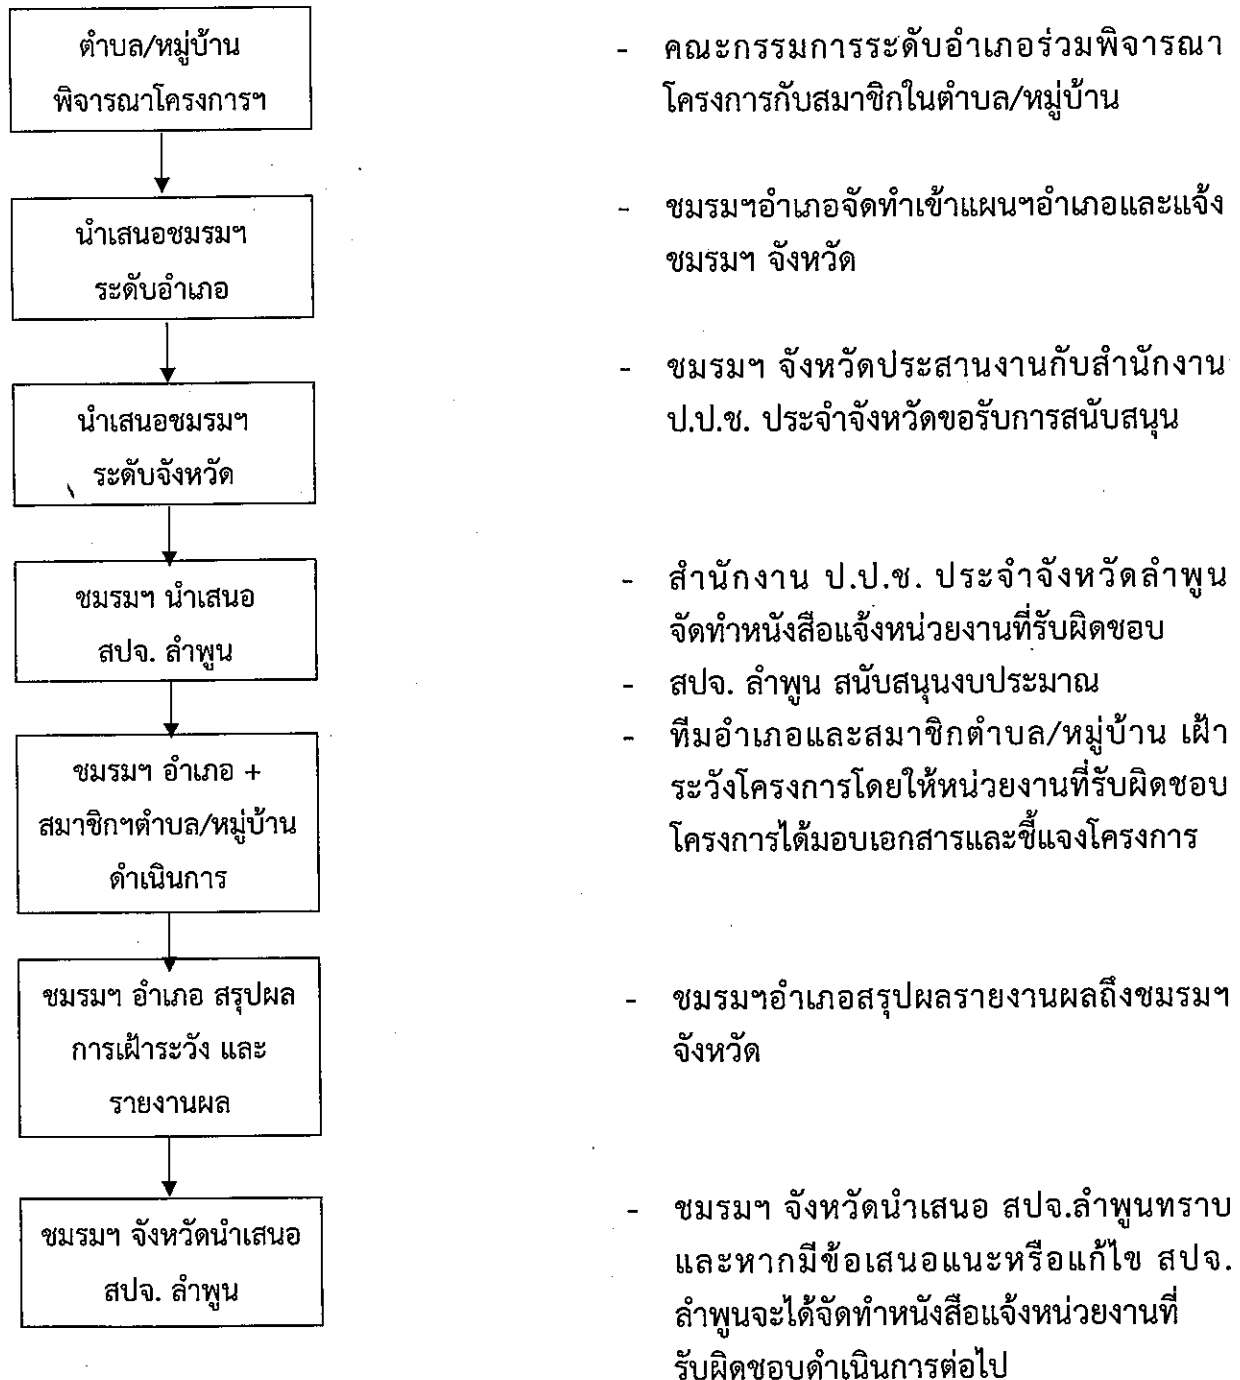 ตำบล/หมู่บ้าน
พิจารณาโครงการฯ
- คณะกรรมการระดับอำเภอร่วมพิจารณา
โครงการกับสมาชิกในตำบล/หมู่บ้าน
นำเสนอชมรมฯ
ระดับอำเภอ
- ชมรมฯอำเภอจัดทำเข้าแผนฯอำเภอและแจ้ง
ชมรมฯ จังหวัด
นำเสนอชมรมฯ
ระดับจังหวัด
- ชมรมฯ จังหวัดประสานงานกับสำนักงาน
ป.ป.ช. ประจำจังหวัดขอรับการสนับสนุน
ชมรมฯ นำเสนอ
สปจ. ลำพูน
- สำนักงาน ป.ป.ช. ประจำจังหวัดลำพูน
จัดทำหนังสือแจ้งหน่วยงานที่รับผิดชอบ
- สปจ. ลำพูน สนับสนุนงบประมาณ
ชมรมฯ อำเภอ +
สมาชิกฯตำบล/หมู่บ้าน
ดำเนินการ
- ทีมอำเภอและสมาชิกตำบล/หมู่บ้าน เฝ้า
ระวังโครงการโดยให้หน่วยงานที่รับผิดชอบ
โครงการได้มอบเอกสารและชี้แจงโครงการ
ชมรมฯ อำเภอ สรุปผล
การเฝ้าระวัง และ
รายงานผล
- ชมรมฯอำเภอสรุปผลรายงานผลถึงชมรมฯ
จังหวัด
ชมรมฯ จังหวัดนำเสนอ
สปจ. ลำพูน
- ชมรมฯ จังหวัดนำเสนอ สปจ.ลำพูนทราบ
และหากมีข้อเสนอแนะหรือแก้ไข สปจ.
ลำพูนจะได้จัดทำหนังสือแจ้งหน่วยงานที่
รับผิดชอบดำเนินการต่อไป